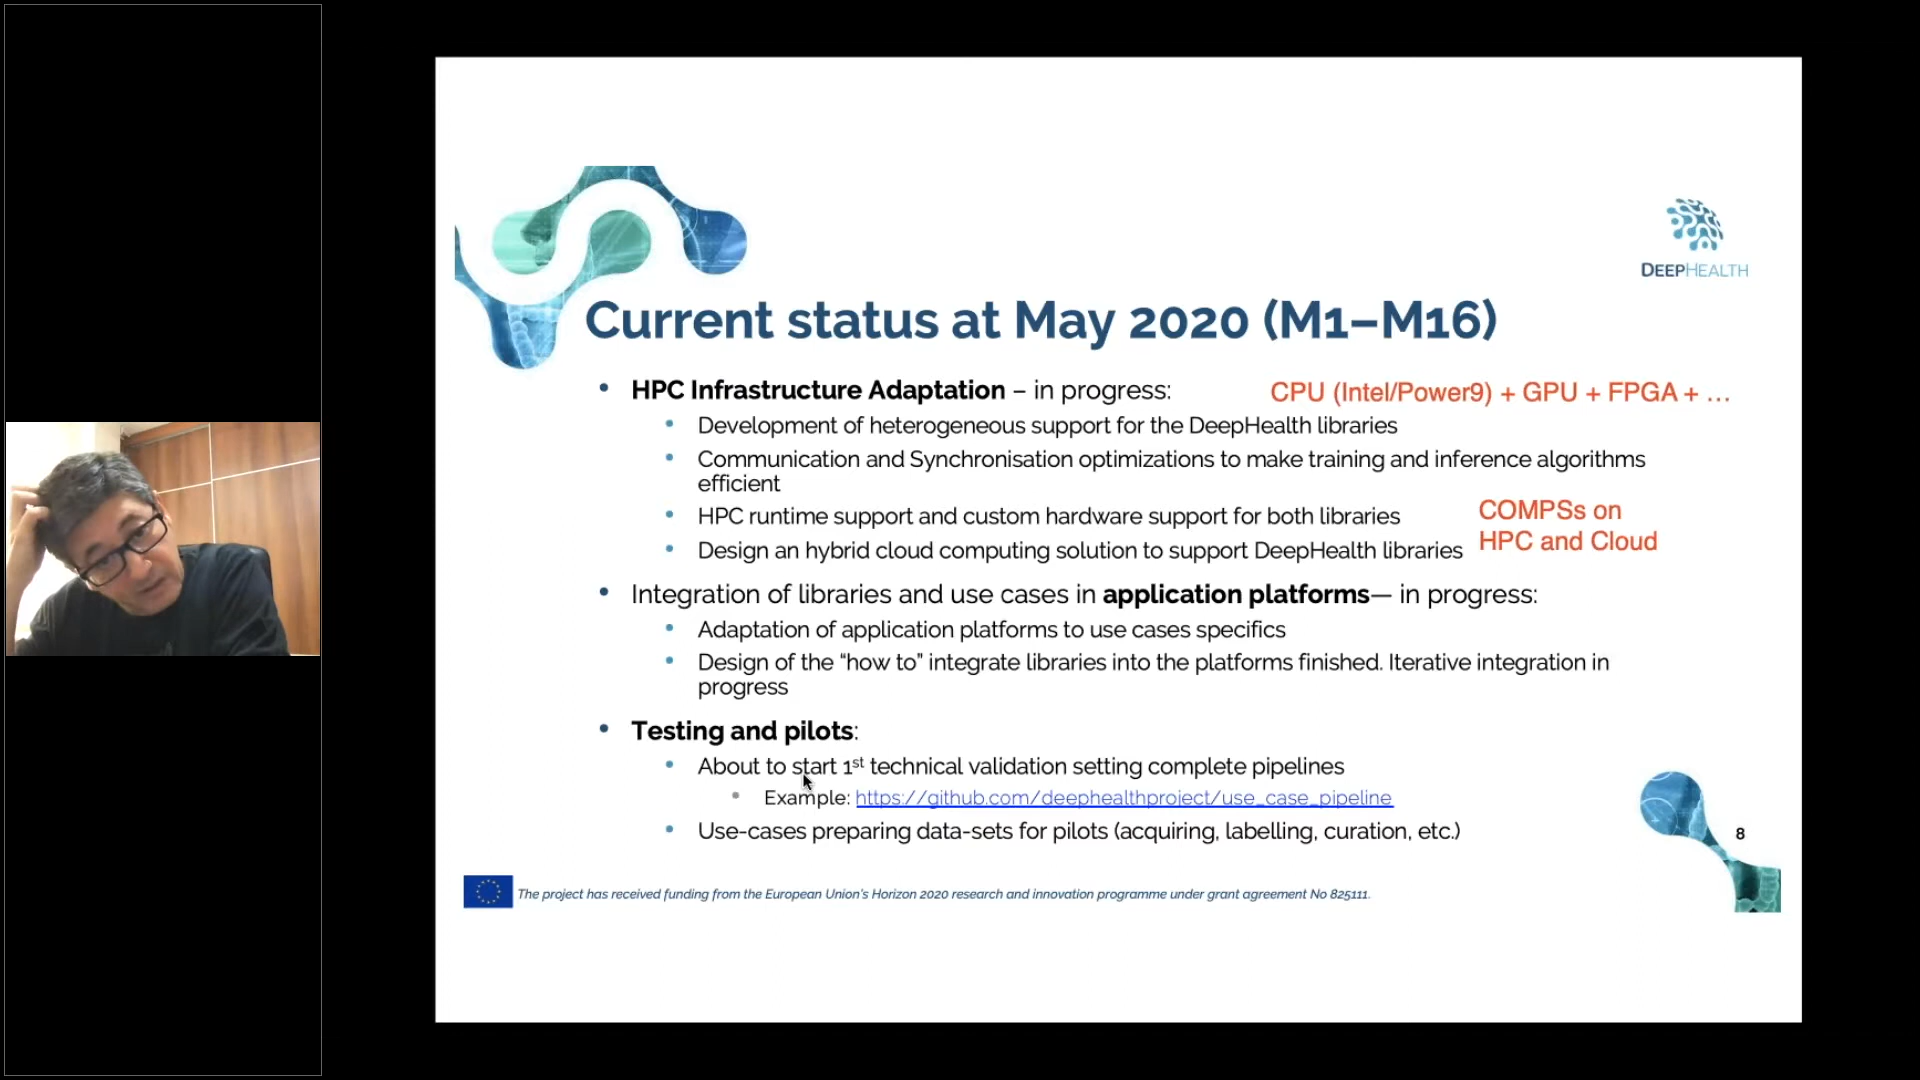 DEEPHEALTH
Current status at May 2020 (M1–M16)
HPC Infrastructure Adaptation – in progress:
CPU (Intel/Power9) + GPU + FPGA + …
Development of heterogeneous support for the DeepHealth libraries
Communication and Synchronisation optimizations to make training and inference algorithms
efficient
HPC runtime support and custom hardware support for both libraries
COMPSs on
HPC and Cloud
Design an hybrid cloud computing solution to support DeepHealth libraries
Integration of libraries and use cases in application platforms— in progress:
Adaptation of application platforms to use cases specifics
Design of the “how to” integrate libraries into the platforms finished. Iterative integration in
progress
Testing and pilots:
About to start 1st technical validation setting complete pipelines
Example: https://github.com/deephealthproject/use_case_pipeline
Use-cases preparing data-sets for pilots (acquiring, labelling, curation, etc.)
8
The project has received funding from the European Union's Horizon 2020 research and innovation programme under grant agreement No 825111.